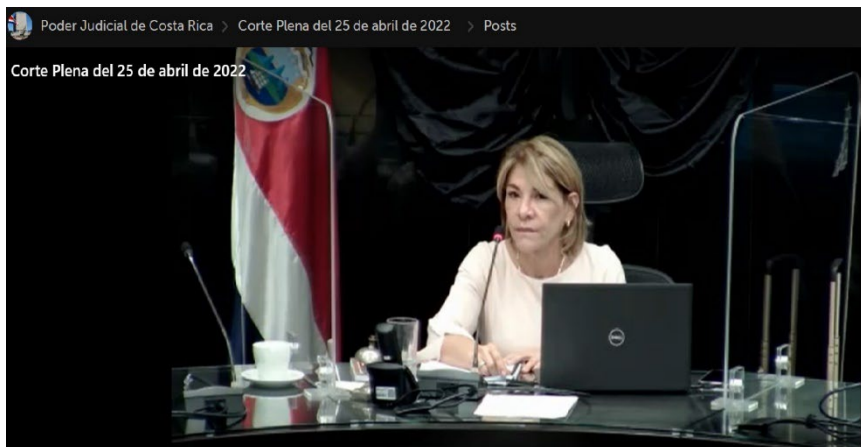 Poder Judicial de Costa Rica > Corte Plena del 25 de abril de 2022 > Posts
Corte Plena del 25 de abril de 2022
DELL